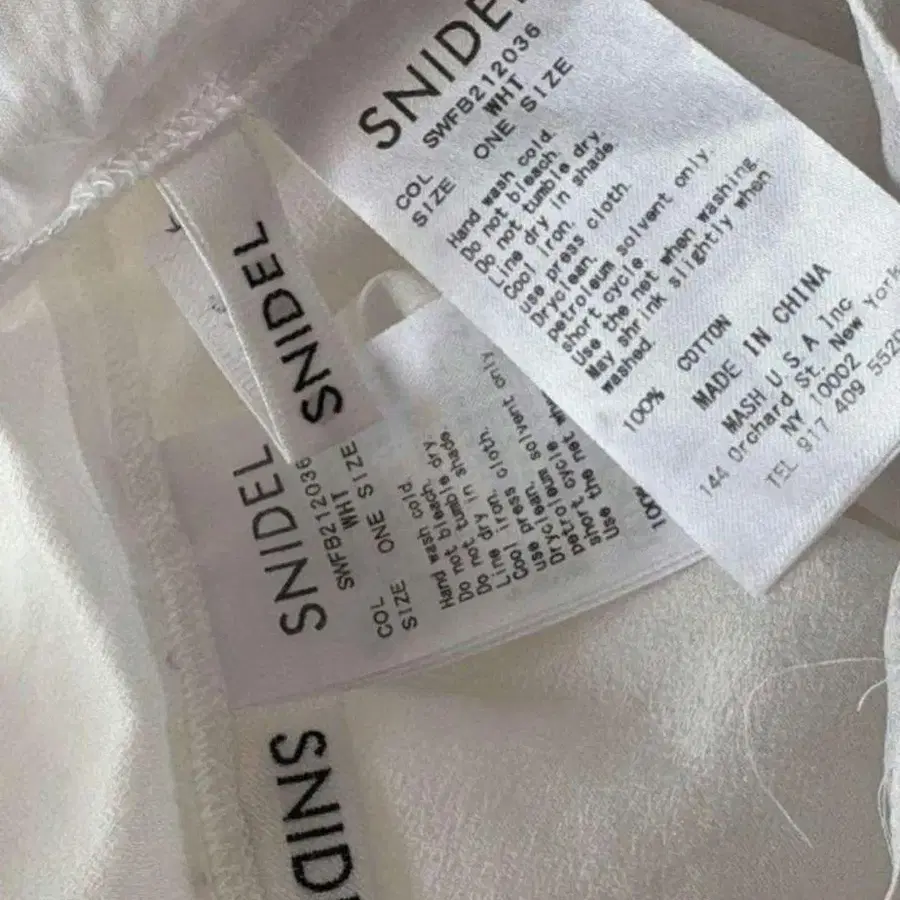 SNIDEL
SWFB212036
COL WHT
SIZE ONE SIZE
Hand wash cold.
Do not bleach.
Do not tumble dry.
Line dry in shade.
Cool iron.
use press cloth.
Dryclean.
petroleum solvent only.
short cycle.
Use the net when washing.
May shrink slightly when
washed.
100% COTTON
MADE IN CHINA
MASH U.S.A Inc
144 Orchard St. New York
NY 10002
TEL 917 409 5520
SNIDEL
SNIDEL
SWFB212036
COL WHT
SIZE ONE SIZE
Hand wash cold.
Do not bleach.
Do not tumble dry.
Line dry in shade.
Cool iron.
use press cloth.
Dryclean.
petroleum solvent only
short cycle
Use the net
SNIDEL